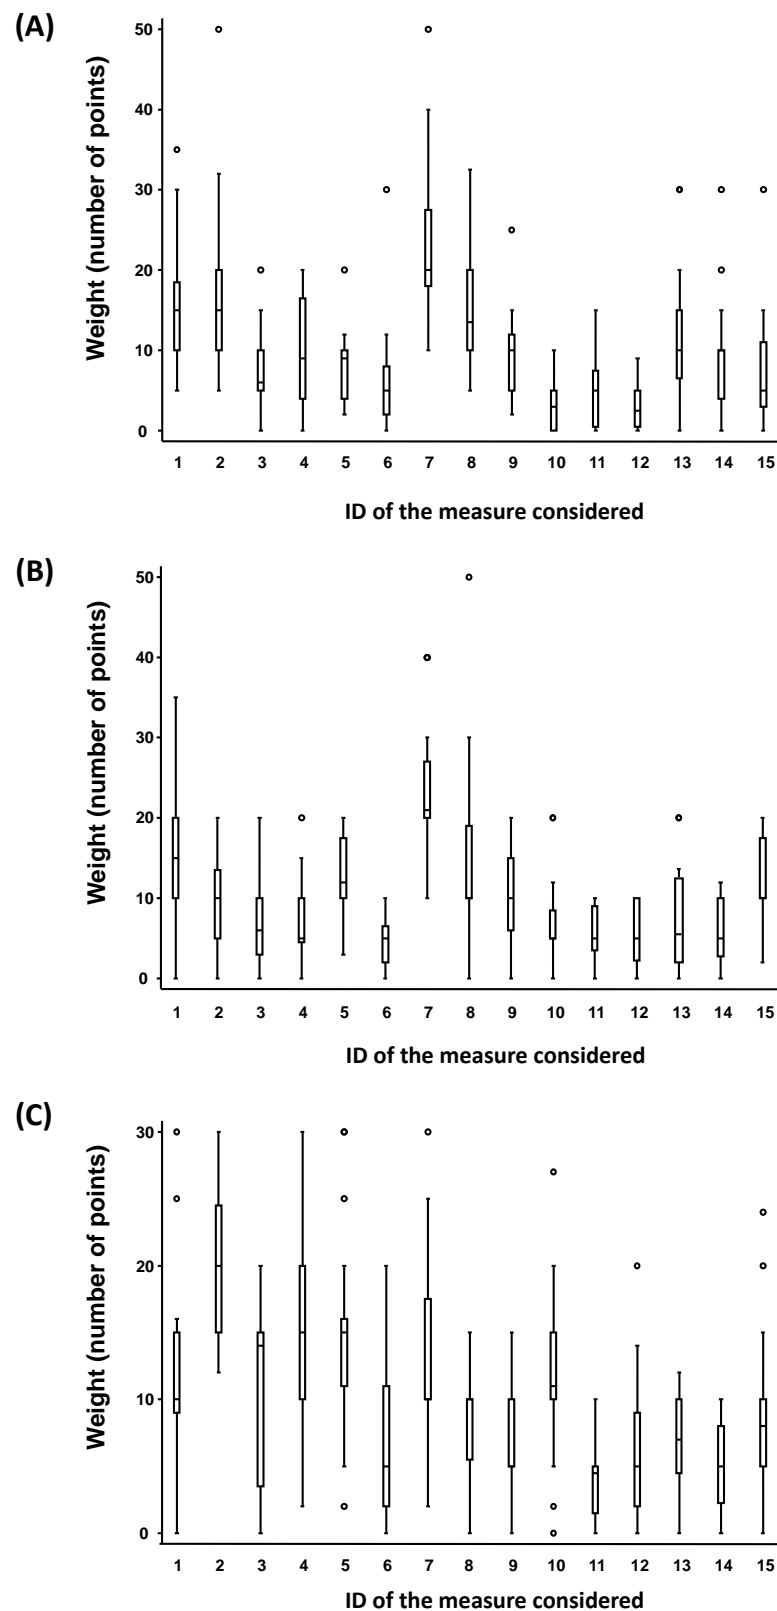 (A)
Weight (number of points)
50
40
30
20
10
0
1 2 3 4 5 6 7 8 9 10 11 12 13 14 15
ID of the measure considered
(B)
Weight (number of points)
50
40
30
20
10
0
1 2 3 4 5 6 7 8 9 10 11 12 13 14 15
ID of the measure considered
(C)
Weight (number of points)
30
20
10
0
1 2 3 4 5 6 7 8 9 10 11 12 13 14 15
ID of the measure considered